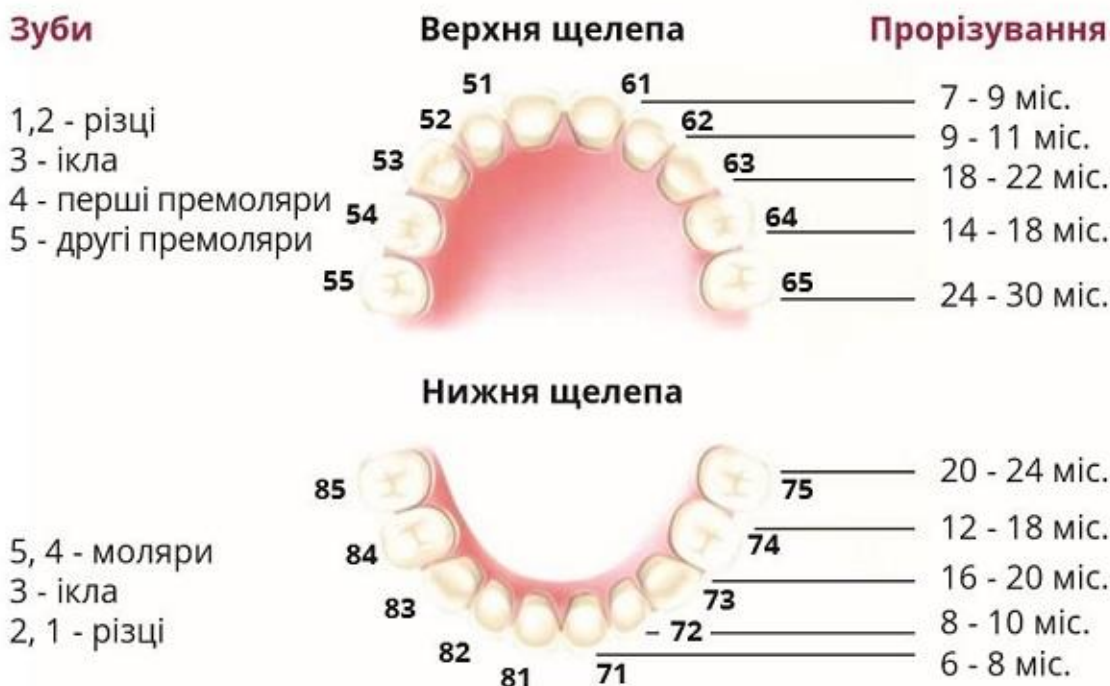 Зуби
Верхня щелепа
Прорізування
1,2 - різці
3 - ікла
4 - перші премоляри
5 - другі премоляри
51
52
53
54
55
61
62
63
64
65
7 - 9 міс.
9 - 11 міс.
18 - 22 міс.
14 - 18 міс.
24 - 30 міс.
Нижня щелепа
5, 4 - моляри
3 - ікла
2, 1 - різці
85
84
83
82
81
75
74
73
72
71
20 - 24 міс.
12 - 18 міс.
16 - 20 міс.
8 - 10 міс.
6 - 8 міс.